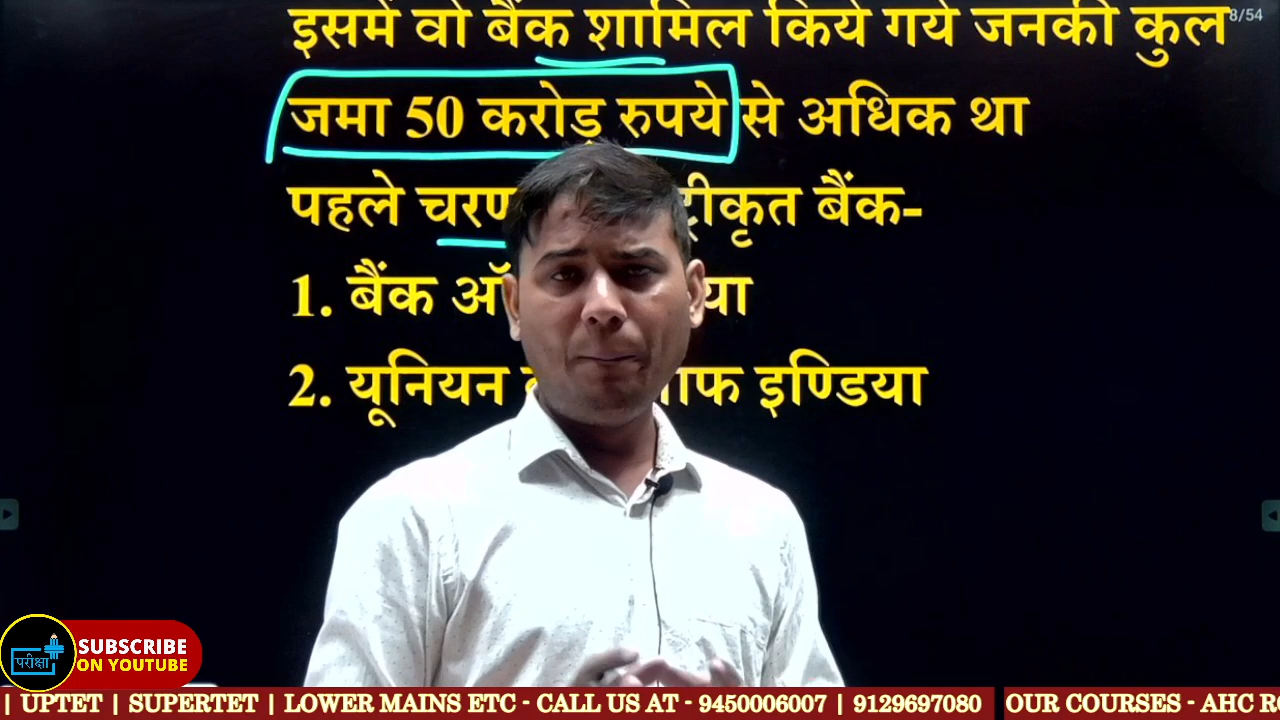 इसमें वो बैंक शामिल किये गये जनकी कुल
8/54
जमा 50 करोड़ रुपये से अधिक था
पहले चरण ट्रीकृत बैंक-
1. बैंक ऑ या
2. यूनियन ाफ इण्डिया
परीक्षा
SUBSCRIBE
ON YOUTUBE
| UPTET | SUPERTET | LOWER MAINS ETC - CALL US AT - 9450006007 | 9129697080
OUR COURSES - AHC R